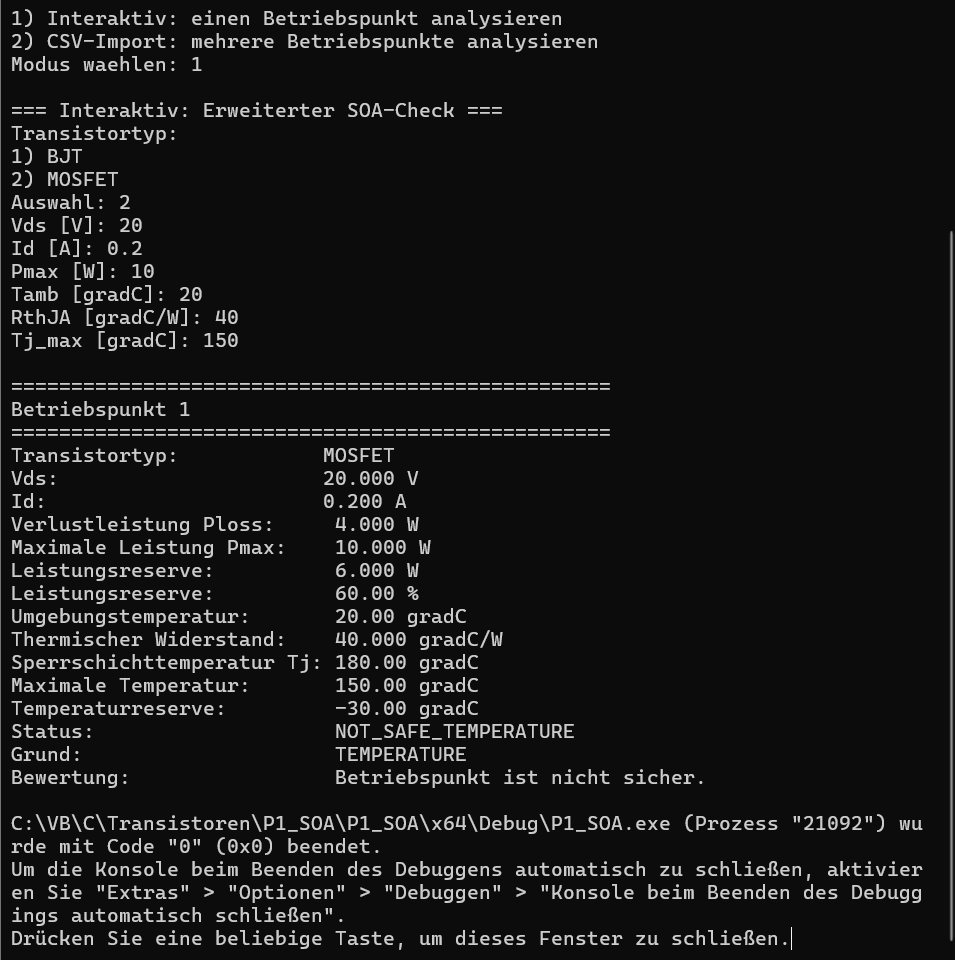 1) Interaktiv: einen Betriebspunkt analysieren
2) CSV-Import: mehrere Betriebspunkte analysieren
Modus waehlen: 1

=== Interaktiv: Erweiterter SOA-Check ===
Transistortyp:
1) BJT
2) MOSFET
Auswahl: 2
Vds [V]: 20
Id [A]: 0.2
Pmax [W]: 10
Tamb [gradC]: 20
RthJA [gradC/W]: 40
Tj_max [gradC]: 150

==================================================
Betriebspunkt 1
==================================================
Transistortyp:            MOSFET
Vds:                      20.000 V
Id:                       0.200 A
Verlustleistung Ploss:     4.000 W
Maximale Leistung Pmax:    10.000 W
Leistungsreserve:          6.000 W
Leistungsreserve:          60.00 %
Umgebungstemperatur:       20.00 gradC
Thermischer Widerstand:    40.000 gradC/W
Sperrschichttemperatur Tj: 180.00 gradC
Maximale Temperatur:       150.00 gradC
Temperaturreserve:         -30.00 gradC
Status:                    NOT_SAFE_TEMPERATURE
Grund:                     TEMPERATURE
Bewertung:                 Betriebspunkt ist nicht sicher.

C:\VB\C\Transistoren\P1_SOA\P1_SOA\x64\Debug\P1_SOA.exe (Prozess "21092") wu
rde mit Code "0" (0x0) beendet.
Um die Konsole beim Beenden des Debuggens automatisch zu schließen, aktivier
en Sie "Extras" > "Optionen" > "Debuggen" > "Konsole beim Beenden des Debugg
ings automatisch schließen".
Drücken Sie eine beliebige Taste, um dieses Fenster zu schließen.